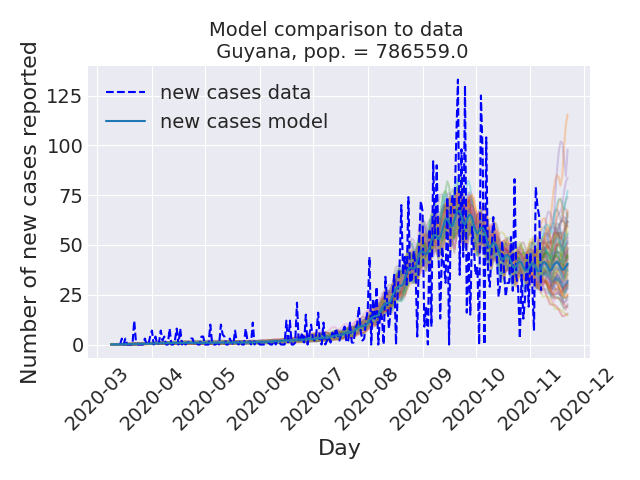 Model comparison to data
Guyana, pop. = 786559.0
new cases data
new cases model
Number of new cases reported
125
100
75
50
25
0
2020-03
2020-04
2020-05
2020-06
2020-07
2020-08
2020-09
2020-10
2020-11
2020-12
Day